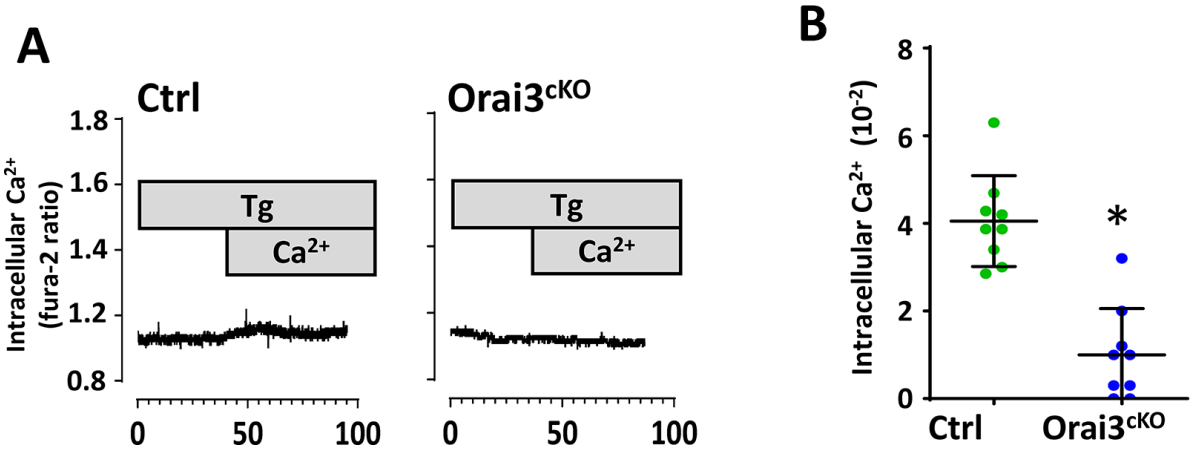 A
Ctrl
Orai3cKO
Intracellular Ca2+
(fura-2 ratio)
1.8
1.6
1.4
1.2
0.8
Tg
Ca2+
Tg
Ca2+
0 50 100
0 50 100
B
Intracellular Ca2+ (10-2)
8
6
4
2
0
*
Ctrl
Orai3cKO